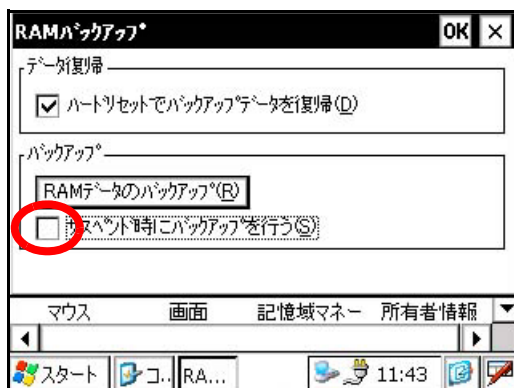 RAMﾊﾞｯｸｱｯﾌﾟ OK ×
ﾃﾞｰﾀ復帰
ﾊｰﾄﾞﾘｾｯﾄでﾊﾞｯｸｱｯﾌﾟﾃﾞｰﾀを復帰(D)
ﾊﾞｯｸｱｯﾌﾟ
RAMﾃﾞｰﾀのﾊﾞｯｸｱｯﾌﾟ(R)
ｻｽﾍﾟﾝﾄﾞ時にﾊﾞｯｸｱｯﾌﾟを行う(S)
マウス 画面 記憶域マネー 所有者情報
スタート コ.. RA... 11:43